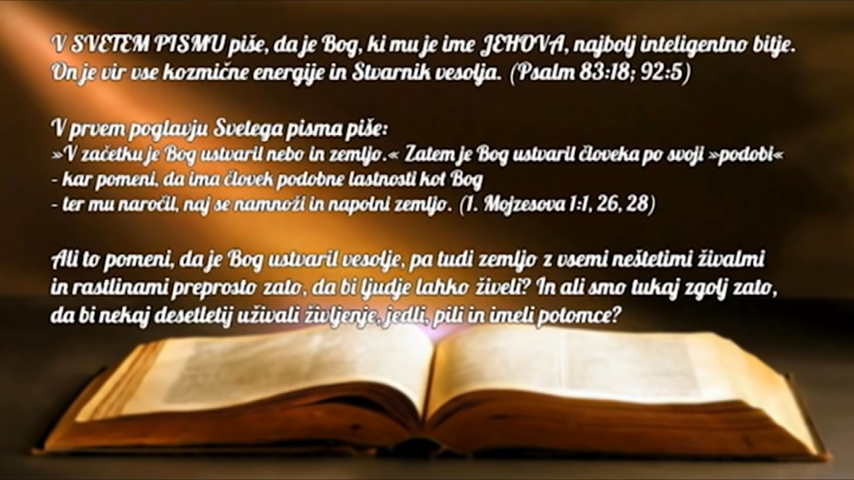 V SVETEM PISMU piše, da je Bog, ki mu je ime JEHOVA, najbolj inteligentno bitje.
On je vir vse kozmične energije in Stvarnik vesolja. (Psalm 83:18; 92:5)
V prvem poglavju Svetega pisma piše:
»V začetku je Bog ustvaril nebo in zemljo.« Zatem je Bog ustvaril človeka po svoji »podobi«
- kar pomeni, da ima človek podobne lastnosti kot Bog
- ter mu naročil, naj se namnoži in napolni zemljo. (1. Mojzesova 1:1, 26, 28)
Ali to pomeni, da je Bog ustvaril vesolje, pa tudi zemljo z vsemi neštetimi živalmi
in rastlinami preprosto zato, da bi ljudje lahko živeli? In ali smo tukaj zgolj zato,
da bi nekaj desetletij uživali življenje, jedli, pili in imeli potomce?